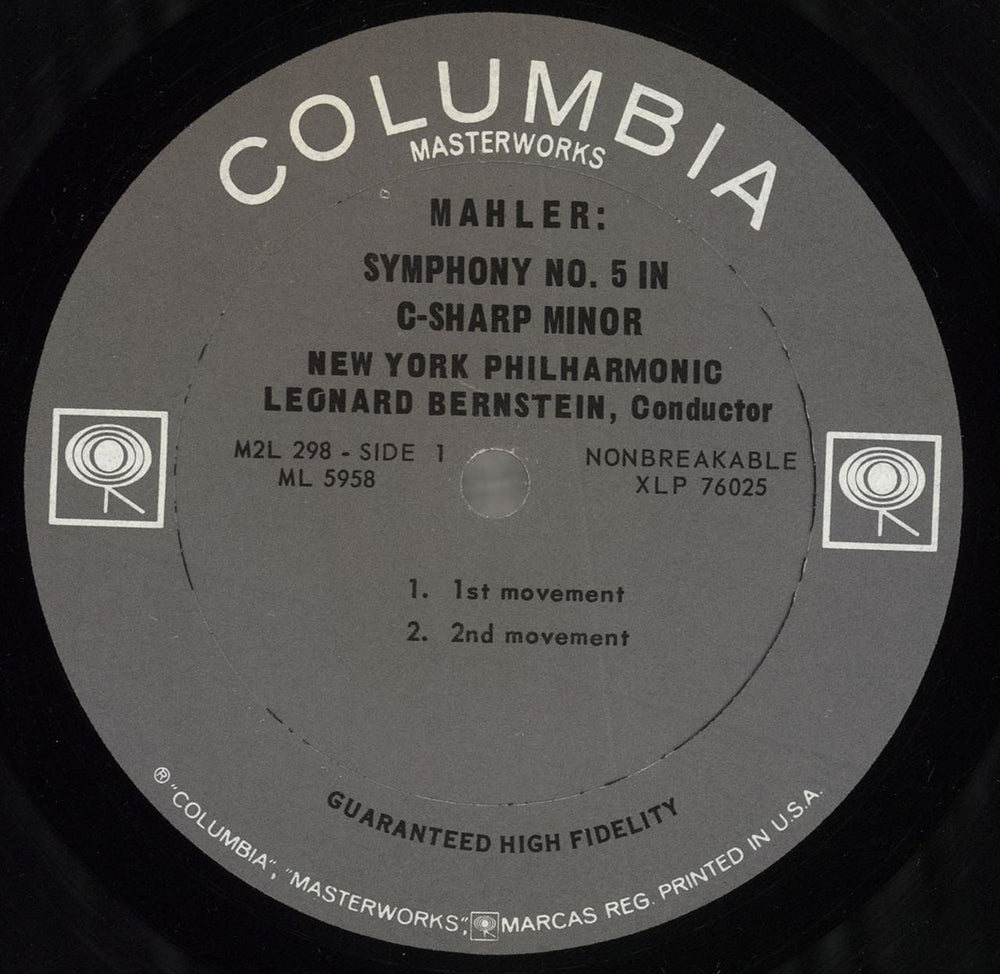 COLUMBIA
MASTERWORKS
MAHLER:
SYMPHONY NO. 5 IN
C-SHARP MINOR
NEW YORK PHILHARMONIC
LEONARD BERNSTEIN, Conductor
M2L 298 - SIDE 1
ML 5958
NONBREAKABLE
XLP 76025
1. 1st movement
2. 2nd movement
GUARANTEED HIGH FIDELITY
® "COLUMBIA", "MASTERWORKS", MARCAS REG. PRINTED IN U.S.A.